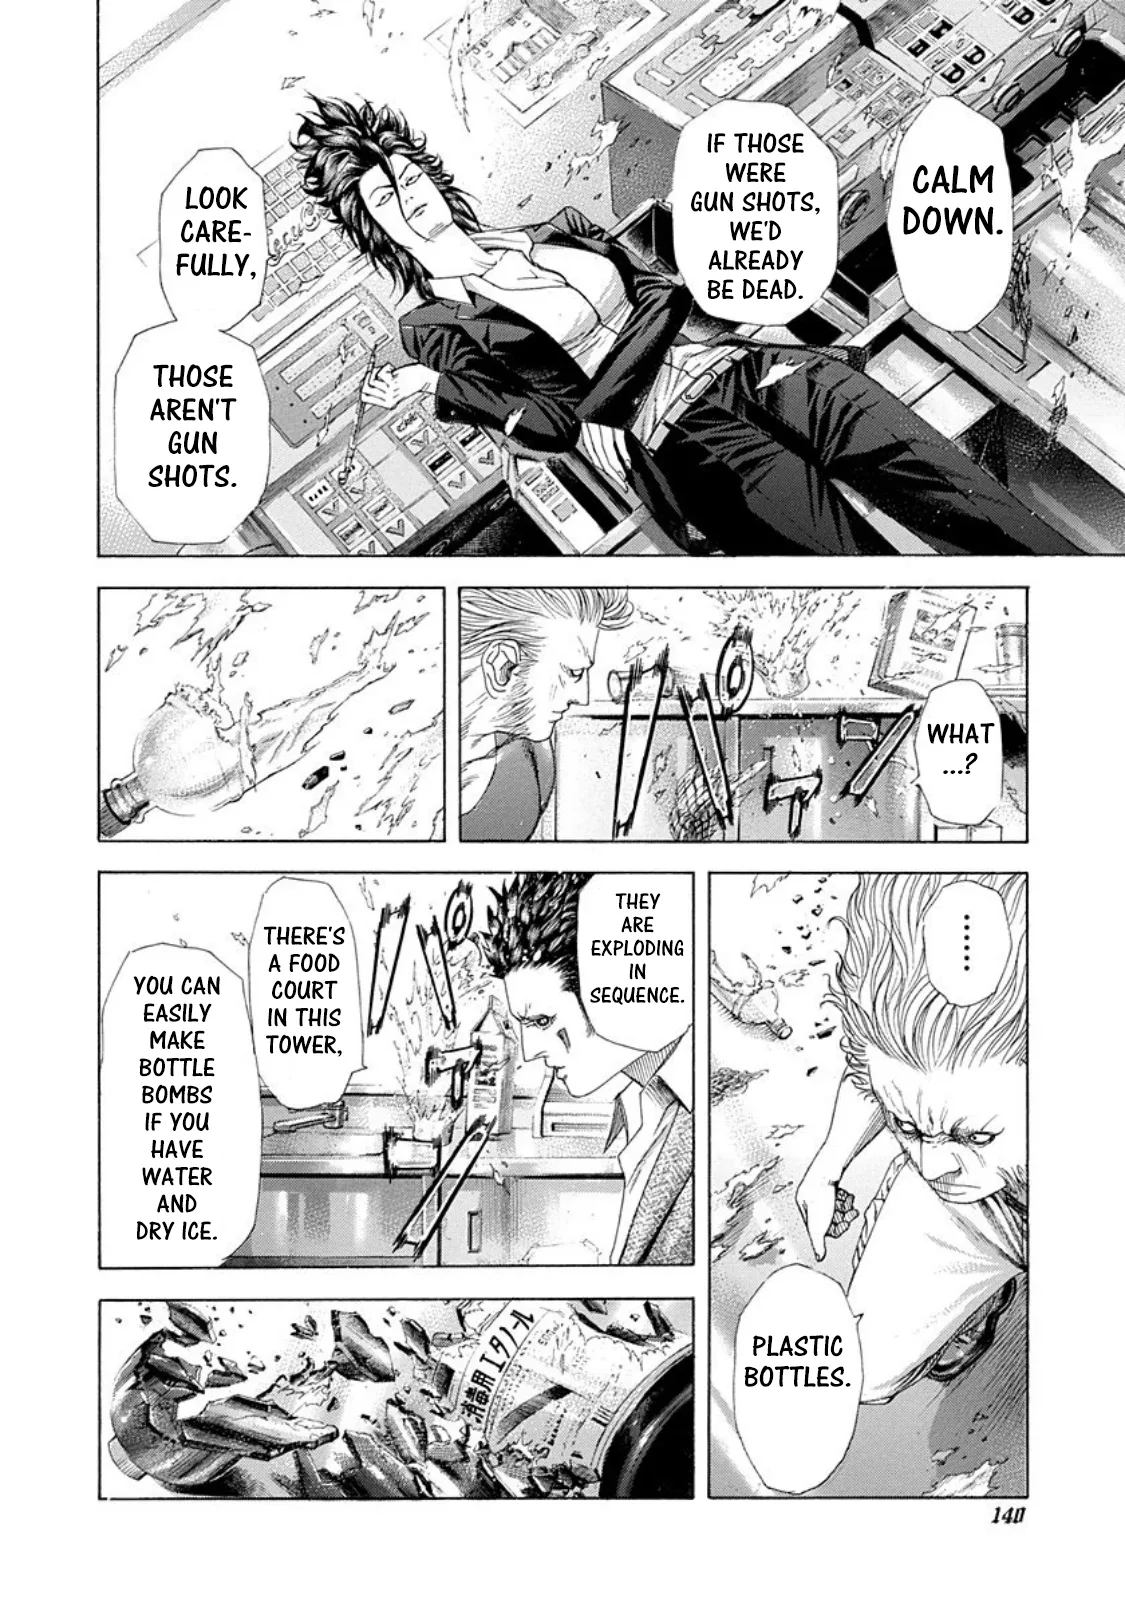 CALM
DOWN.
IF THOSE
WERE
GUN SHOTS,
WE'D
ALREADY
BE DEAD.
LOOK
CARE-
FULLY,
THOSE
AREN'T
GUN
SHOTS.
WHAT
...?
......
PLASTIC
BOTTLES.
THEY
ARE
EXPLODING
IN
SEQUENCE.
THERE'S
A FOOD
COURT
IN THIS
TOWER,
YOU CAN
EASILY
MAKE
BOTTLE
BOMBS
IF YOU
HAVE
WATER
AND
DRY ICE.
消毒用エタノール
140